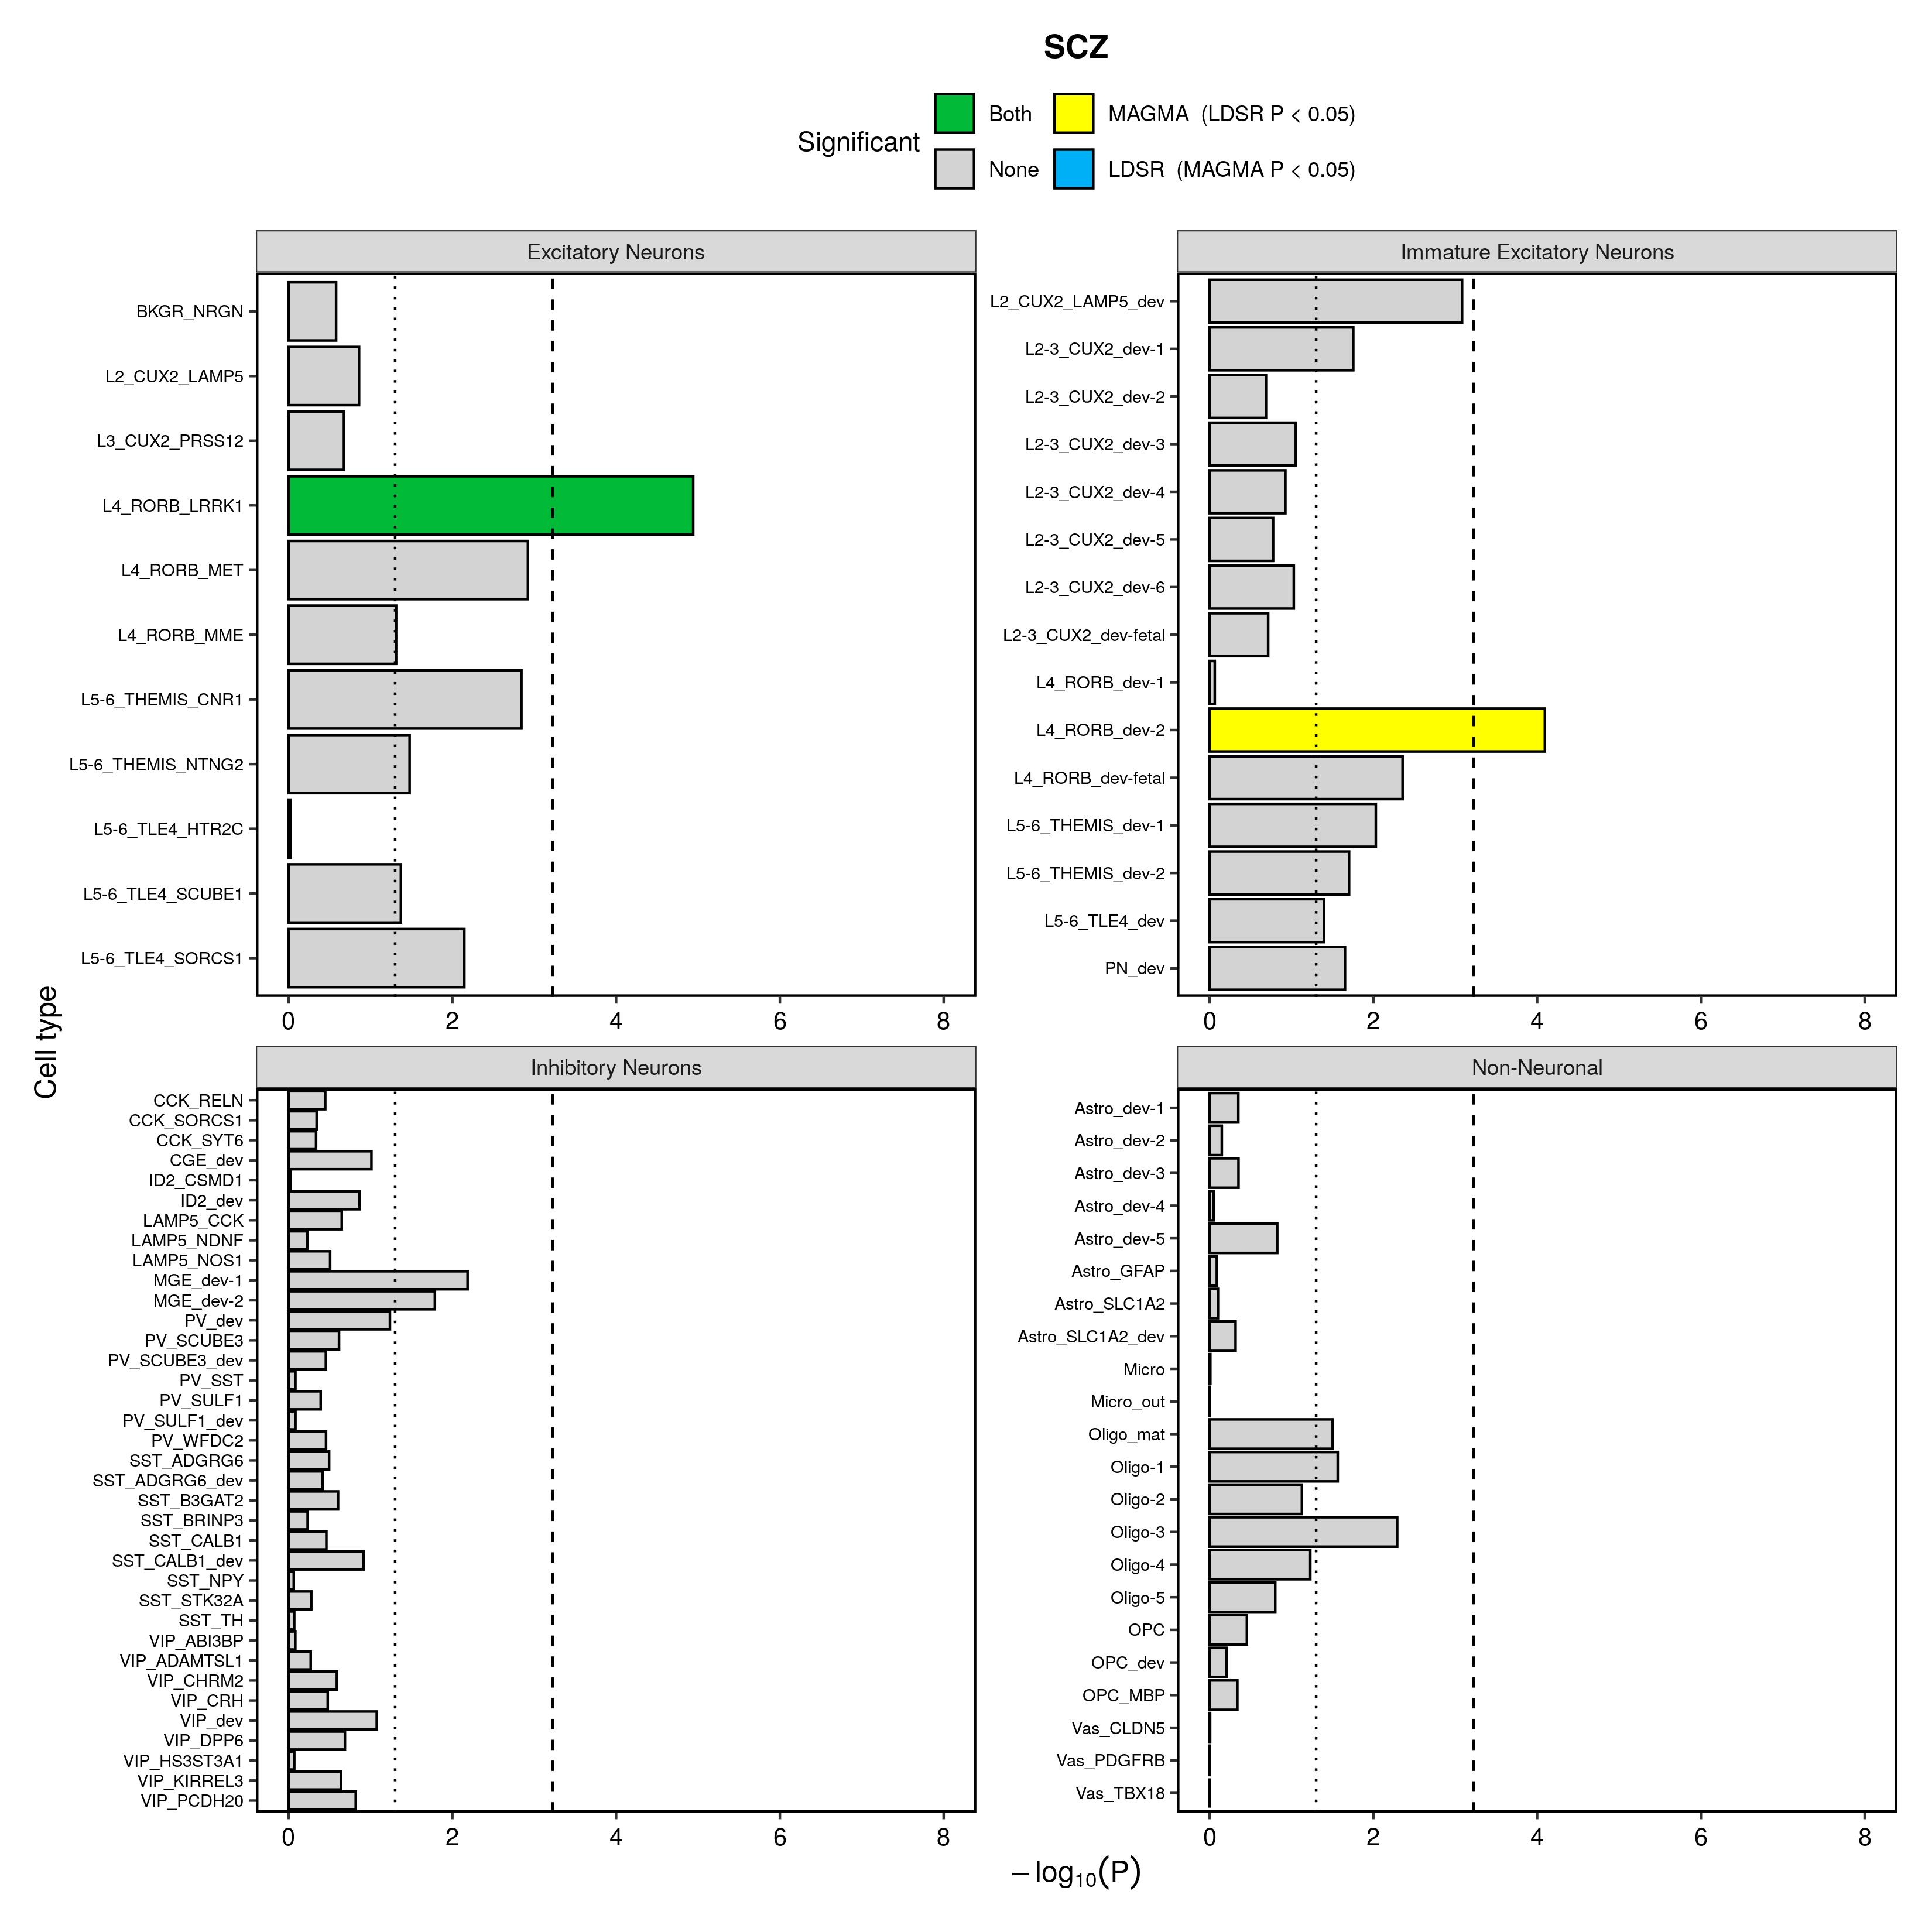 SCZ
Significant
Both
MAGMA (LDSR P < 0.05)
None
LDSR (MAGMA P < 0.05)
Cell type
Excitatory Neurons
BKGR_NRGN
L2_CUX2_LAMP5
L3_CUX2_PRSS12
L4_RORB_LRRK1
L4_RORB_MET
L4_RORB_MME
L5-6_THEMIS_CNR1
L5-6_THEMIS_NTNG2
L5-6_TLE4_HTR2C
L5-6_TLE4_SCUBE1
L5-6_TLE4_SORCS1
0 2 4 6 8
Immature Excitatory Neurons
L2_CUX2_LAMP5_dev
L2-3_CUX2_dev-1
L2-3_CUX2_dev-2
L2-3_CUX2_dev-3
L2-3_CUX2_dev-4
L2-3_CUX2_dev-5
L2-3_CUX2_dev-6
L2-3_CUX2_dev-fetal
L4_RORB_dev-1
L4_RORB_dev-2
L4_RORB_dev-fetal
L5-6_THEMIS_dev-1
L5-6_THEMIS_dev-2
L5-6_TLE4_dev
PN_dev
0 2 4 6 8
Inhibitory Neurons
CCK_RELN
CCK_SORCS1
CCK_SYT6
CGE_dev
ID2_CSMD1
ID2_dev
LAMP5_CCK
LAMP5_NDNF
LAMP5_NOS1
MGE_dev-1
MGE_dev-2
PV_dev
PV_SCUBE3
PV_SCUBE3_dev
PV_SST
PV_SULF1
PV_SULF1_dev
PV_WFDC2
SST_ADGRG6
SST_ADGRG6_dev
SST_B3GAT2
SST_BRINP3
SST_CALB1
SST_CALB1_dev
SST_NPY
SST_STK32A
SST_TH
VIP_ABI3BP
VIP_ADAMTSL1
VIP_CHRM2
VIP_CRH
VIP_dev
VIP_DPP6
VIP_HS3ST3A1
VIP_KIRREL3
VIP_PCDH20
0 2 4 6 8
Non-Neuronal
Astro_dev-1
Astro_dev-2
Astro_dev-3
Astro_dev-4
Astro_dev-5
Astro_GFAP
Astro_SLC1A2
Astro_SLC1A2_dev
Micro
Micro_out
Oligo_mat
Oligo-1
Oligo-2
Oligo-3
Oligo-4
Oligo-5
OPC
OPC_dev
OPC_MBP
Vas_CLDN5
Vas_PDGFRB
Vas_TBX18
0 2 4 6 8
− log₁₀(P)